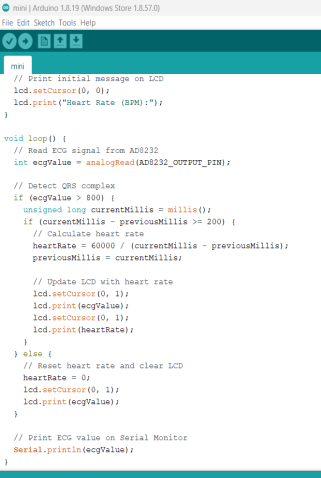 mini | Arduino 1.8.19 (Windows Store 1.8.57.0)
File Edit Sketch Tools Help
mini
// Print initial message on LCD
lcd.setCursor(0, 0);
lcd.print("Heart Rate (BPM):");
}
void loop() {
// Read ECG signal from AD8232
int ecgValue = analogRead(AD8232_OUTPUT_PIN);
// Detect QRS complex
if (ecgValue > 800) {
unsigned long currentMillis = millis();
if (currentMillis - previousMillis >= 200) {
// Calculate heart rate
heartRate = 60000 / (currentMillis - previousMillis);
previousMillis = currentMillis;
// Update LCD with heart rate
lcd.setCursor(0, 1);
lcd.print(ecgValue);
lcd.setCursor(0, 1);
lcd.print(heartRate);
}
} else {
// Reset heart rate and clear LCD
heartRate = 0;
lcd.setCursor(0, 1);
lcd.print(ecgValue);
}
// Print ECG value on Serial Monitor
Serial.println(ecgValue);
}